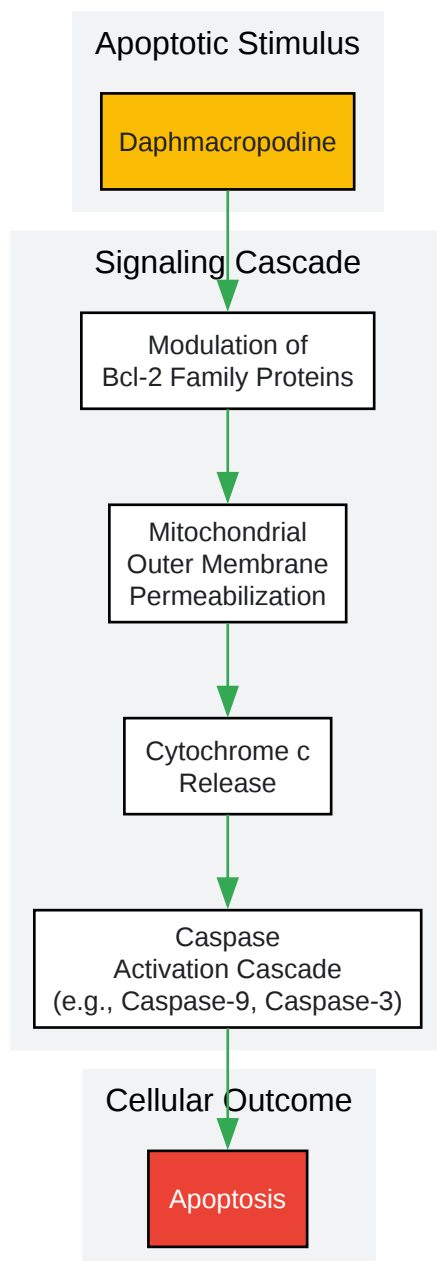 Apoptotic Stimulus
Daphmacropodine
Signaling Cascade
Modulation of
Bcl-2 Family Proteins
Mitochondrial
Outer Membrane
Permeabilization
Cytochrome c
Release
Caspase
Activation Cascade
(e.g., Caspase-9, Caspase-3)
Cellular Outcome
Apoptosis